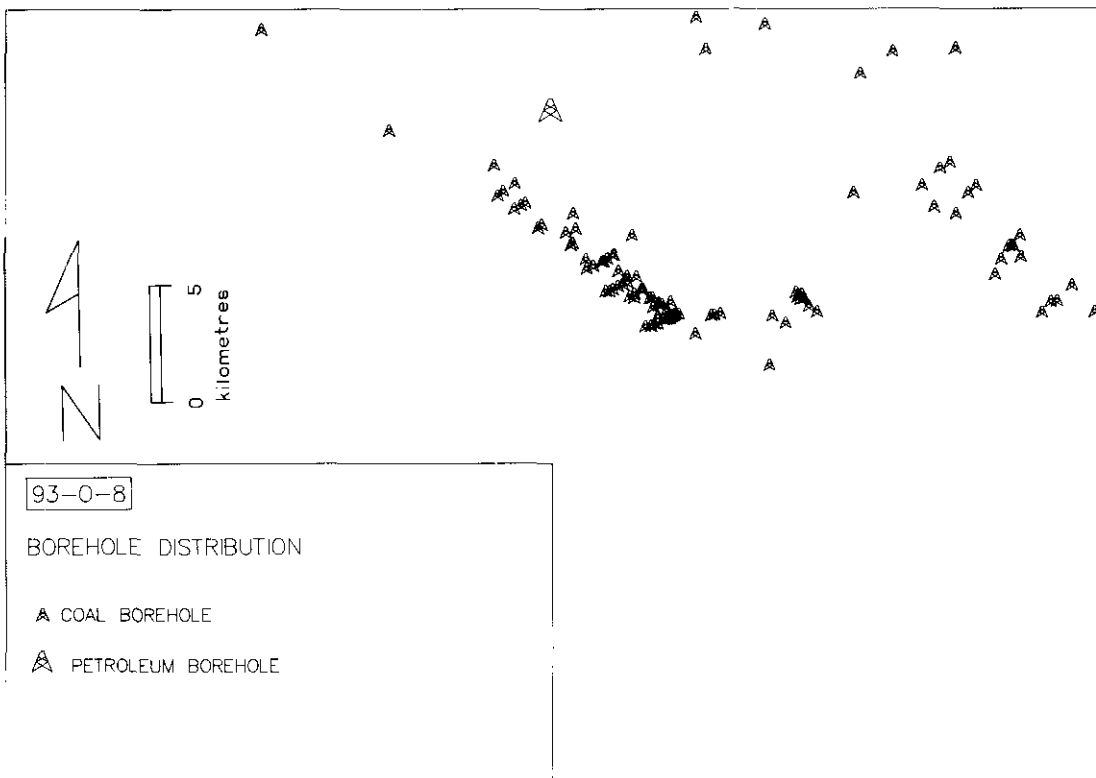 N
0 5
kilometres
93-0-8
BOREHOLE DISTRIBUTION
COAL BOREHOLE
PETROLEUM BOREHOLE